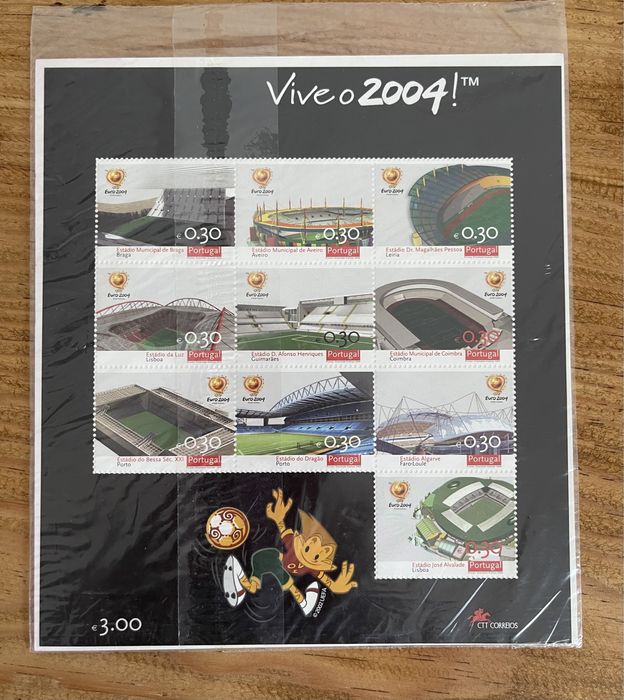 Vive o 2004!™
Euro 2004
€0.30
Estádio Municipal de Braga
Braga
Portugal
Euro 2004
€0.30
Estádio Municipal de Aveiro
Aveiro
Portugal
Euro 2004
€0.30
Estádio Dr. Magalhães Pessoa
Leiria
Portugal
Euro 2004
€0.30
Estádio da Luz
Lisboa
Portugal
Euro 2004
€0.30
Estádio D. Afonso Henriques
Guimarães
Portugal
Euro 2004
€0.30
Estádio Municipal de Coimbra
Coimbra
Portugal
Euro 2004
€0.30
Estádio do Bessa Séc. XXI
Porto
Portugal
Euro 2004
€0.30
Estádio do Dragão
Porto
Portugal
Euro 2004
€0.30
Estádio Algarve
Faro-Loulé
Portugal
Euro 2004
€0.30
Estádio José Alvalade
Lisboa
Portugal
©2002 UEFA
€3.00
CTT CORREIOS